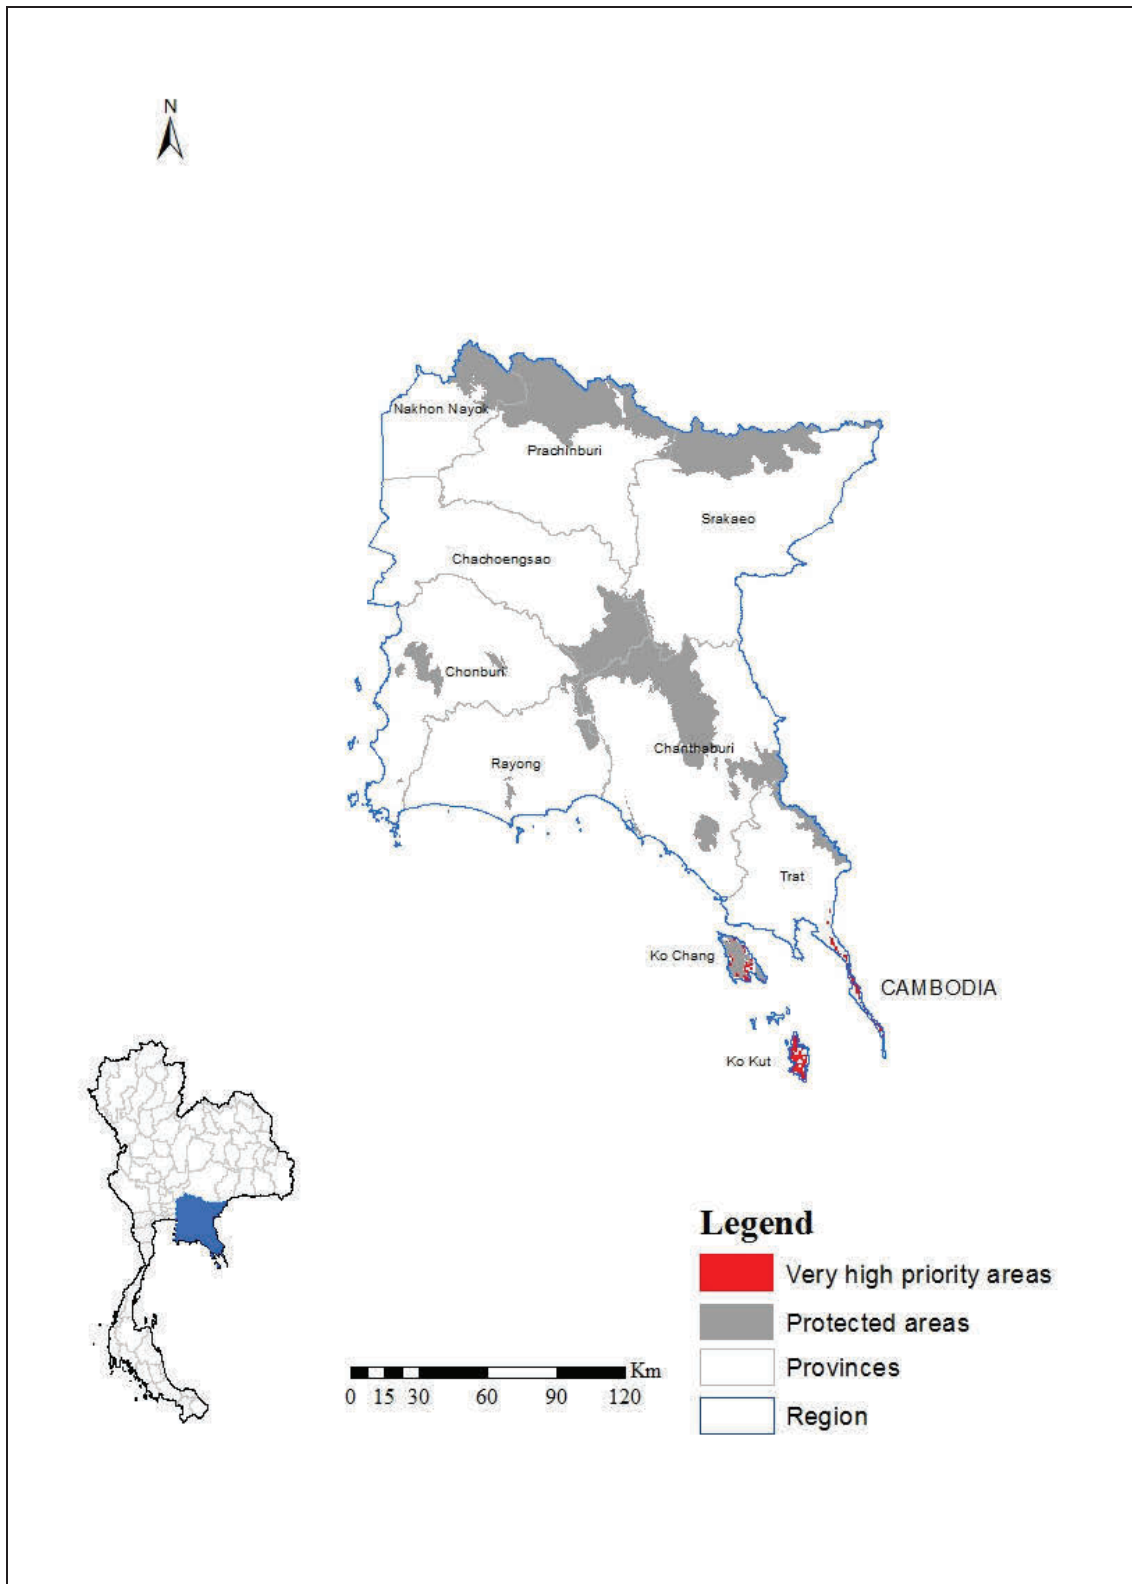 N
Nakhon Nayok
Prachinburi
Srakaeo
Chachoengsao
Chonburi
Chanthaburi
Rayong
Trat
Ko Chang
CAMBODIA
Ko Kut
Legend
Very high priority areas
Protected areas
Provinces
Region
Km
0 15 30 60 90 120